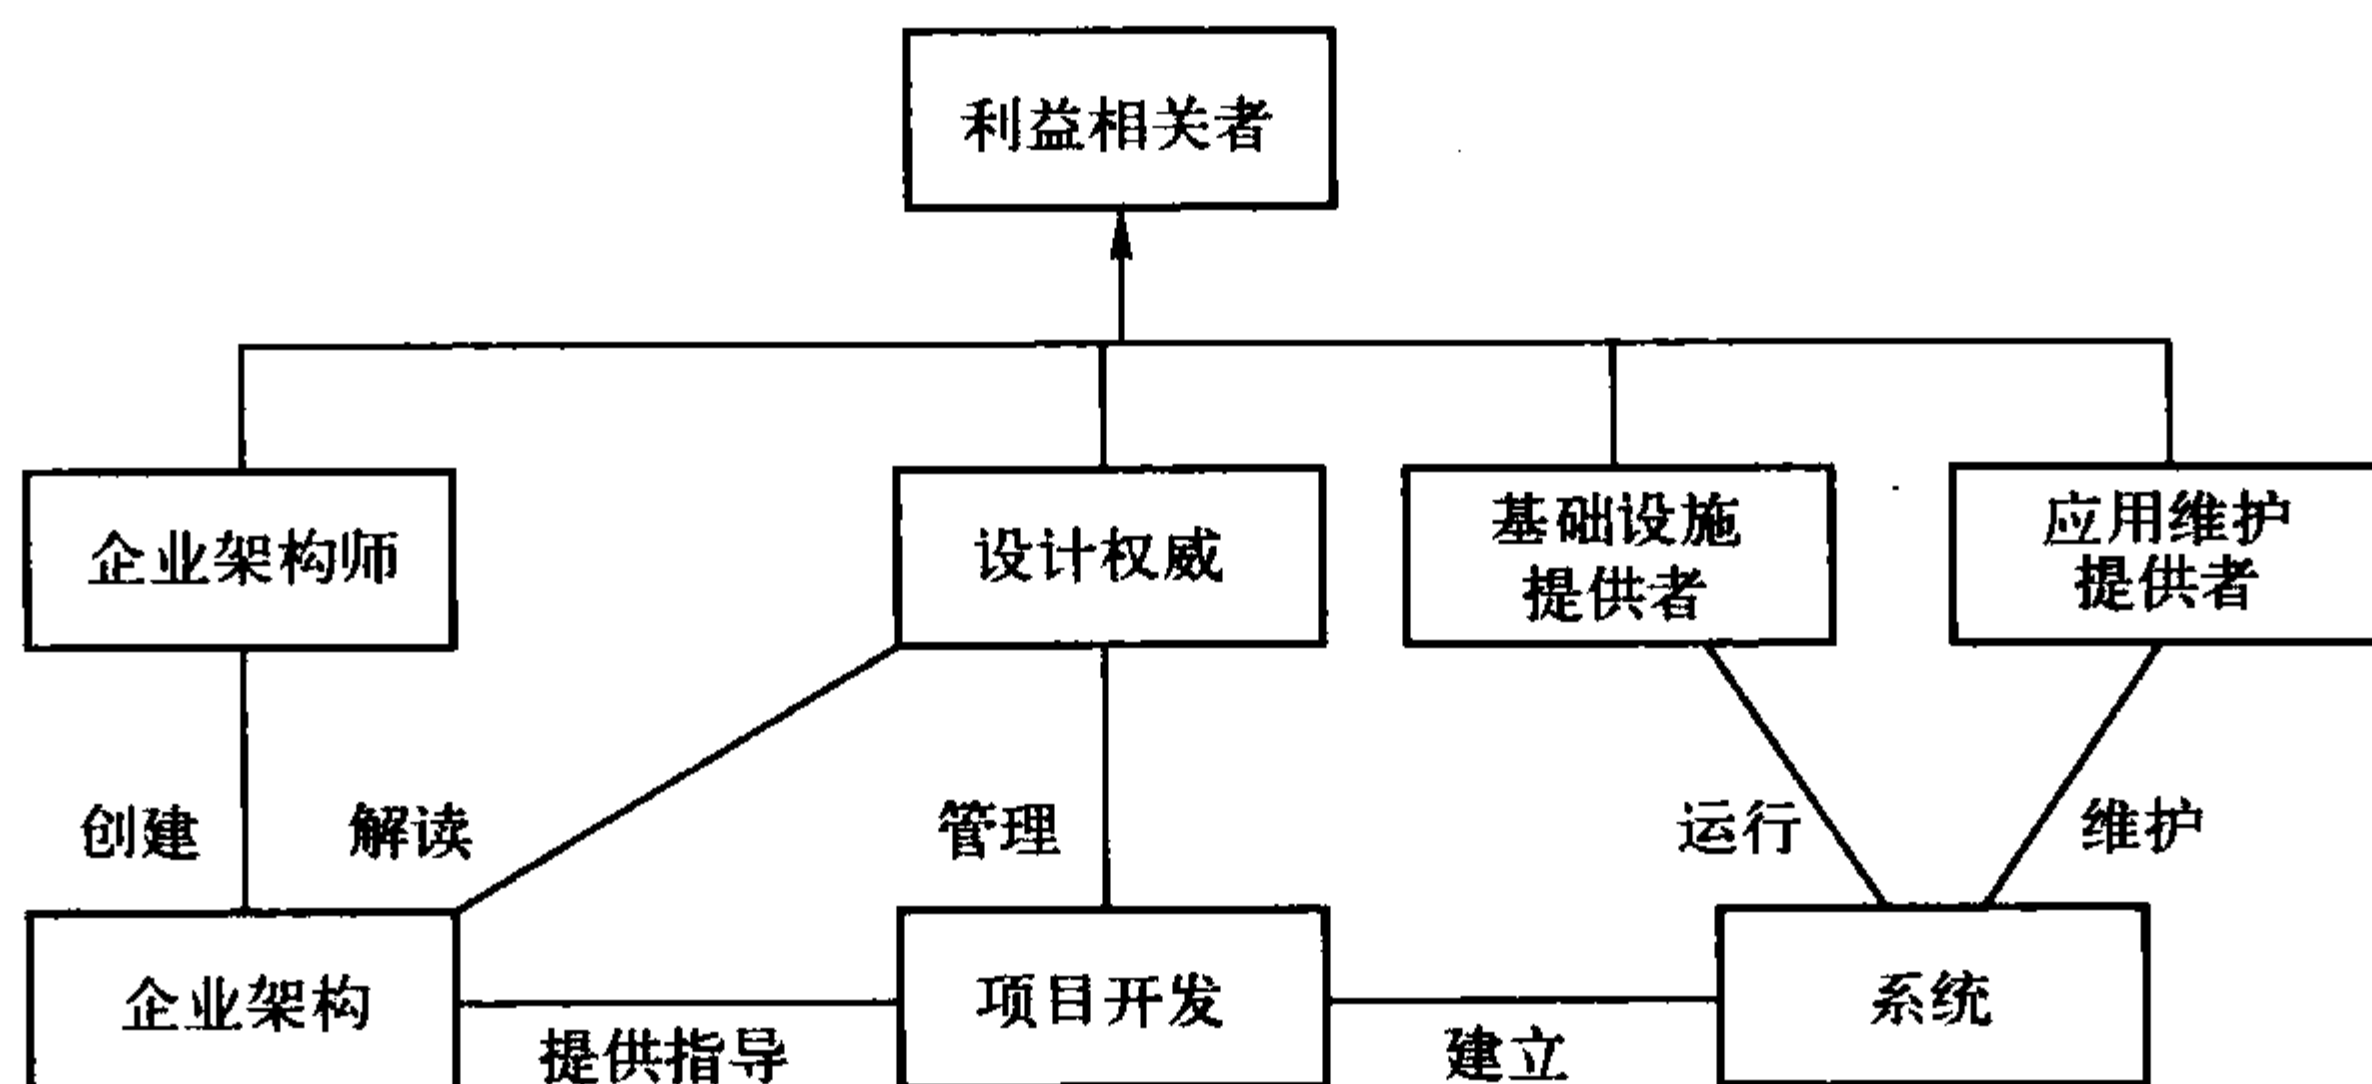 利益相关者
企业架构师
设计权威
基础设施
提供者
应用维护
提供者
创建
解读
管理
运行
维护
企业架构
提供指导
项目开发
建立
系统